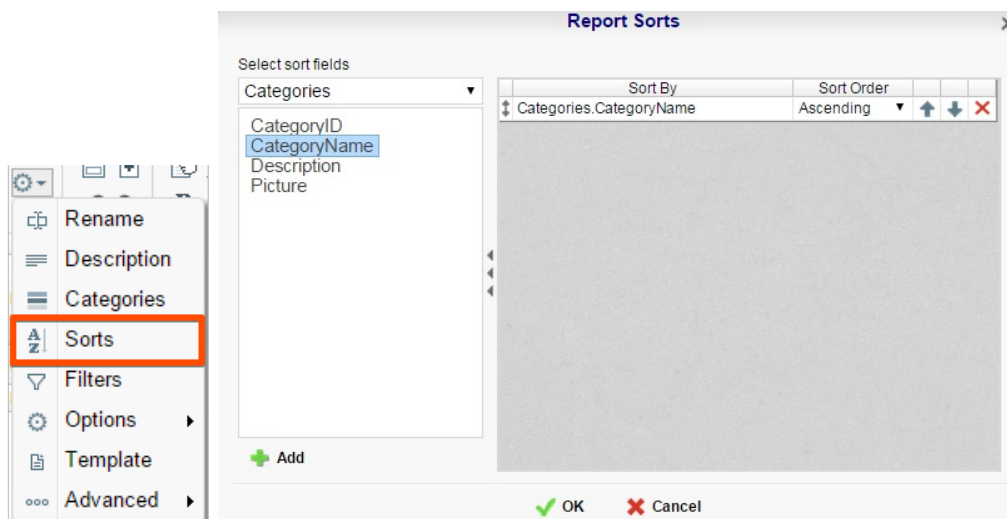 Report Sorts
Select sort fields
Categories
CategoryID
CategoryName
Description
Picture
Add
Sort By Sort Order
Categories.CategoryName Ascending
OK Cancel
Rename
Description
Categories
A
Z
Sorts
Filters
Options
Template
Advanced